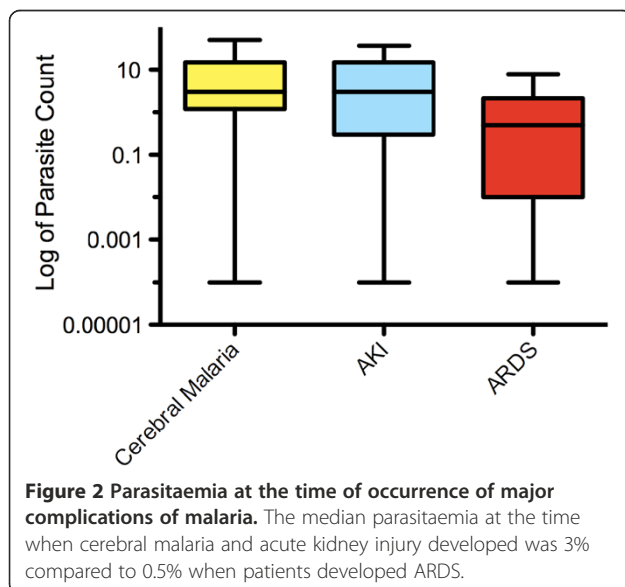 Log of Parasite Count
10
0.1
0.001
0.00001
Cerebral Malaria
AKI
ARDS
Figure 2 Parasitaemia at the time of occurrence of major
complications of malaria. The median parasitaemia at the time
when cerebral malaria and acute kidney injury developed was 3%
compared to 0.5% when patients developed ARDS.